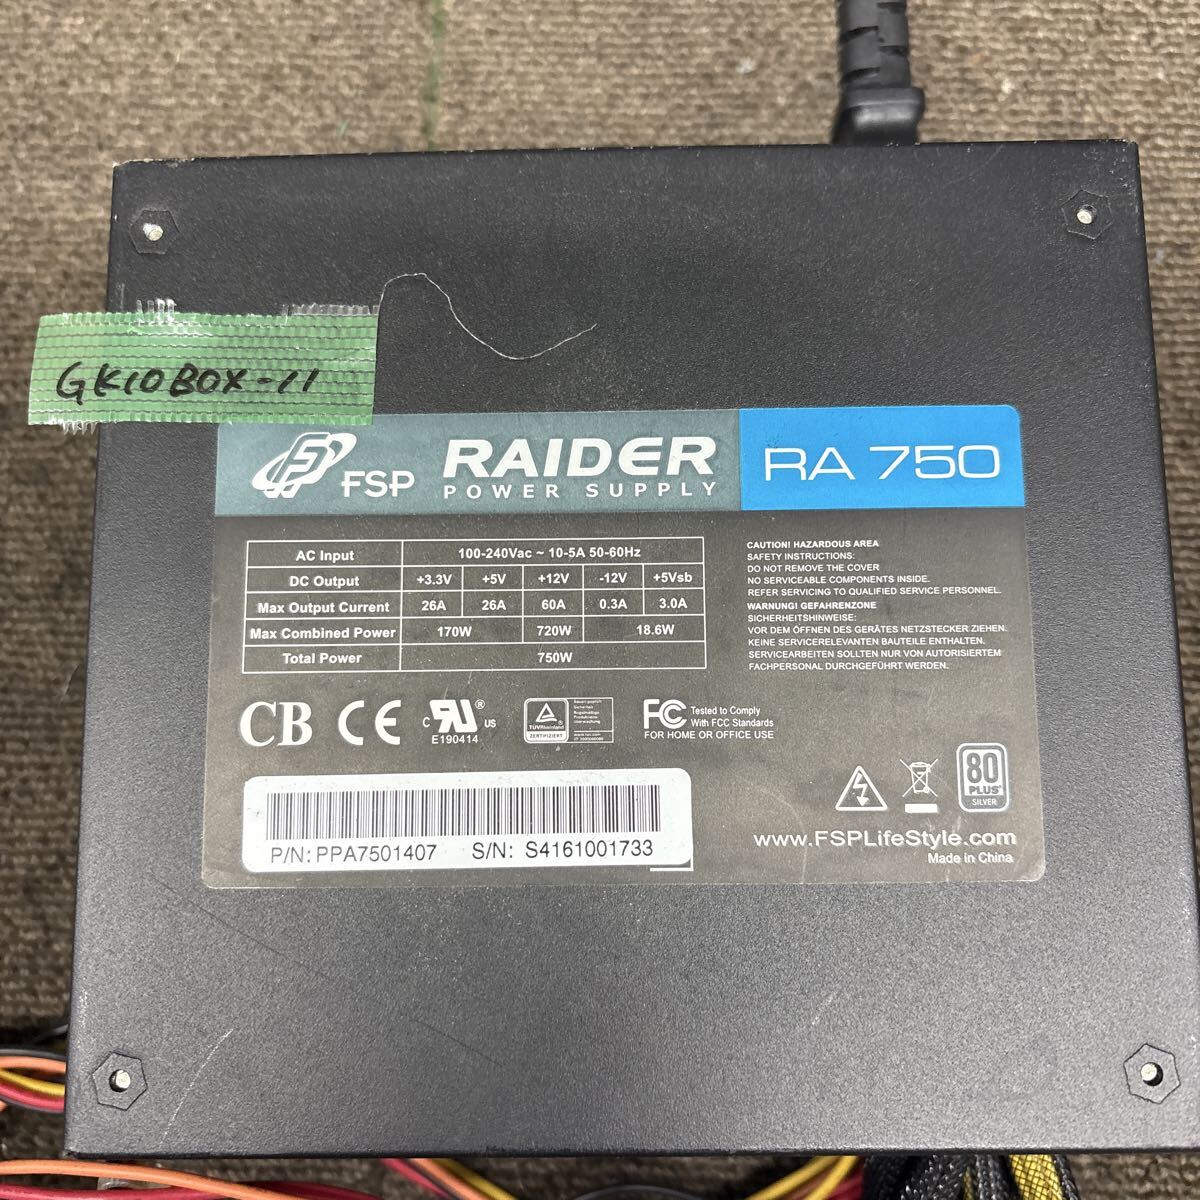 GK10BOX-11
FSP RAIDER
POWER SUPPLY
RA 750
AC Input 100-240Vac ~ 10-5A 50-60Hz
DC Output +3.3V +5V +12V -12V +5Vsb
Max Output Current 26A 26A 60A 0.3A 3.0A
Max Combined Power 170W 720W 18.6W
Total Power 750W
CAUTION! HAZARDOUS AREA
SAFETY INSTRUCTIONS:
DO NOT REMOVE THE COVER
NO SERVICEABLE COMPONENTS INSIDE.
REFER SERVICING TO QUALIFIED SERVICE PERSONNEL.
WARNUNG! GEFAHRENZONE
SICHERHEITSHINWEISE:
VOR DEM ÖFFNEN DES GERÄTES NETZSTECKER ZIEHEN.
KEINE SERVICERELEVANTEN BAUTEILE ENTHALTEN.
SERVICEARBEITEN SOLLTEN NUR VON AUTORISIERTEM
FACHPERSONAL DURCHGEFÜHRT WERDEN.
CB CE
C RU ® US
E190414
TÜVRheinland
ZERTIFIZIERT
FC Tested to Comply
With FCC Standards
FOR HOME OR OFFICE USE
80
PLUS
SILVER
P/N: PPA7501407 S/N: S4161001733
www.FSPLifeStyle.com
Made in China